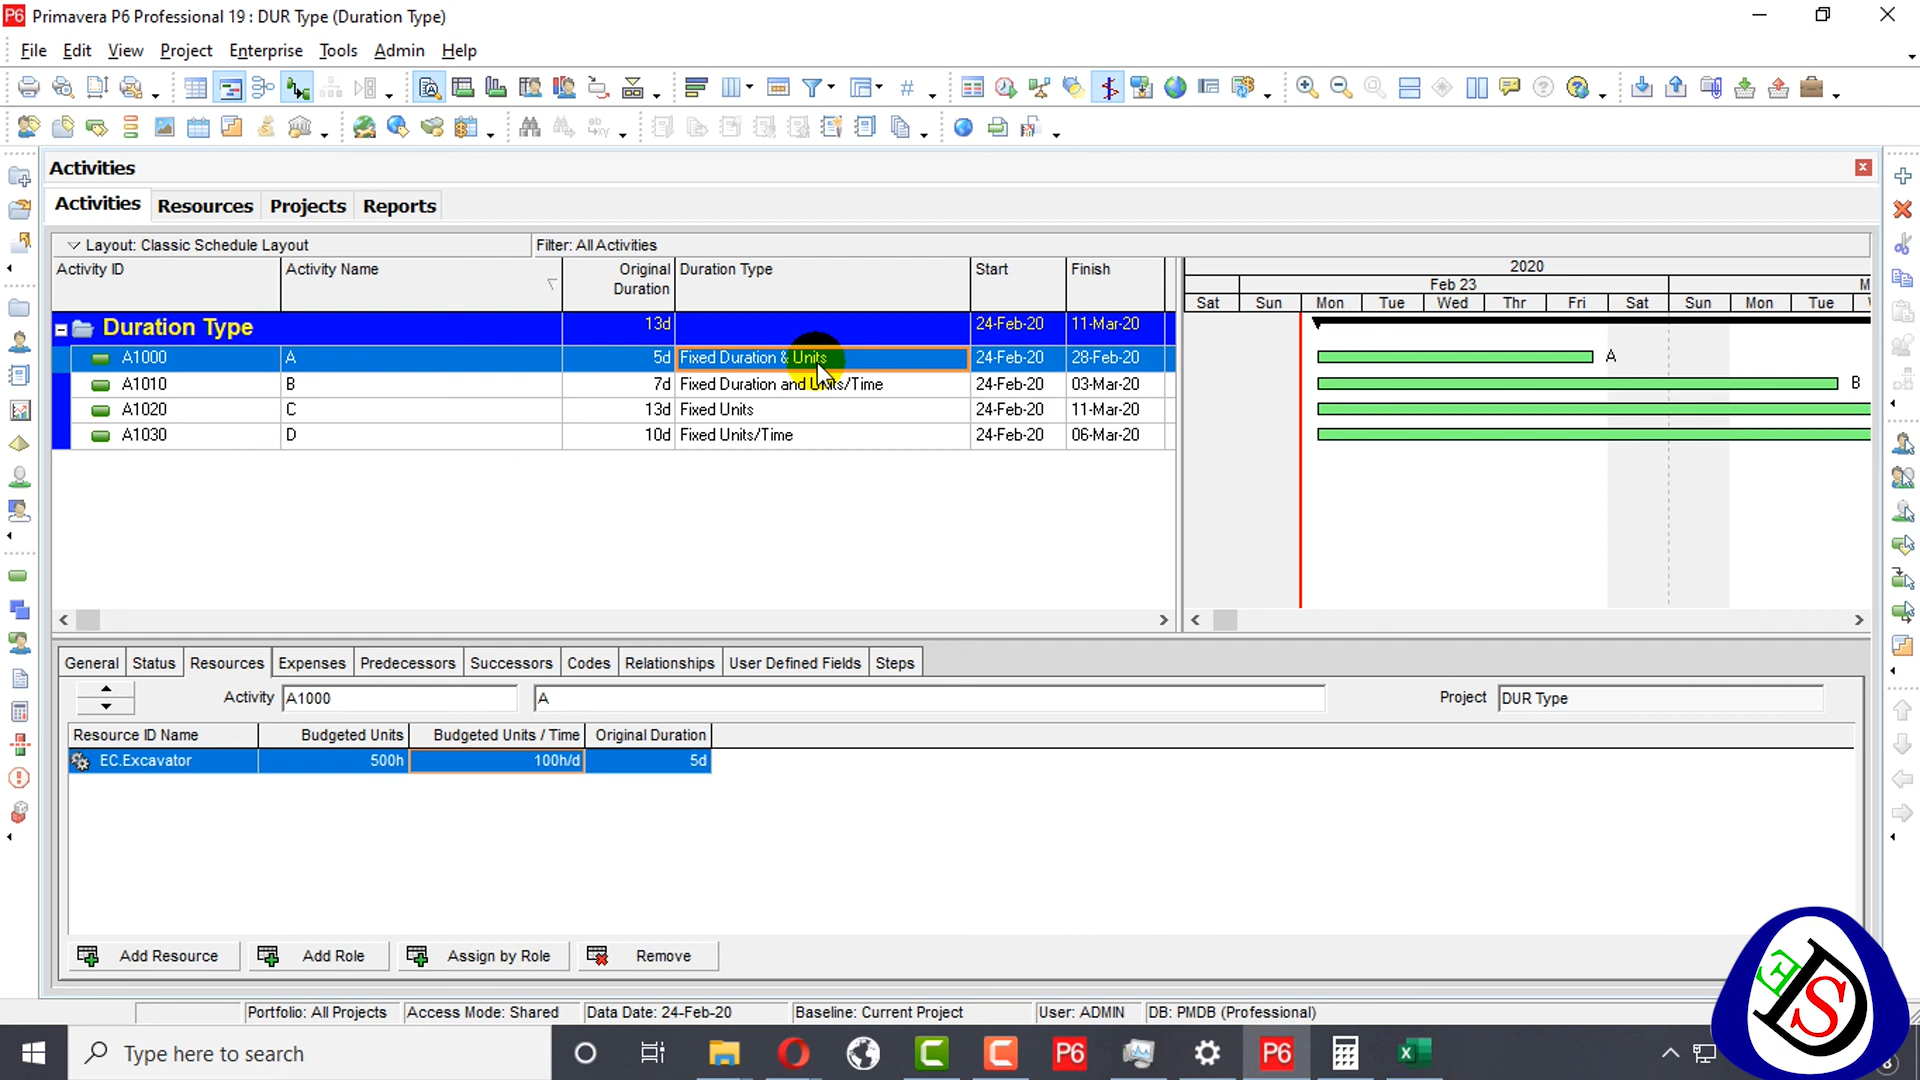 P6 Primavera P6 Professional 19 : DUR Type (Duration Type)
File Edit View Project Enterprise Tools Admin Help
Activities
Activities Resources Projects Reports
Layout: Classic Schedule Layout Filter: All Activities
Activity ID Activity Name Original Duration Duration Type Start Finish
2020
Feb 23 M
Sat Sun Mon Tue Wed Thr Fri Sat Sun Mon Tue
Duration Type 13d 24-Feb-20 11-Mar-20
A1000 A 5d Fixed Duration & Units 24-Feb-20 28-Feb-20 A
A1010 B 7d Fixed Duration and Units/Time 24-Feb-20 03-Mar-20 B
A1020 C 13d Fixed Units 24-Feb-20 11-Mar-20
A1030 D 10d Fixed Units/Time 24-Feb-20 06-Mar-20
General Status Resources Expenses Predecessors Successors Codes Relationships User Defined Fields Steps
Activity A1000 A Project DUR Type
Resource ID Name Budgeted Units Budgeted Units / Time Original Duration
EC.Excavator 500h 100h/d 5d
Add Resource Add Role Assign by Role Remove
Portfolio: All Projects Access Mode: Shared Data Date: 24-Feb-20 Baseline: Current Project User: ADMIN DB: PMDB (Professional)
Type here to search
P6 P6